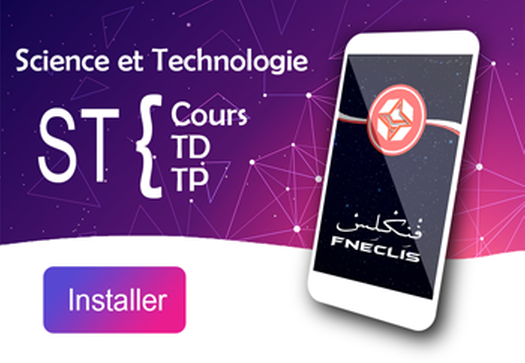 Science et Technologie
ST { Cours
TD
TP
فنكلس
FNECLIS
Installer